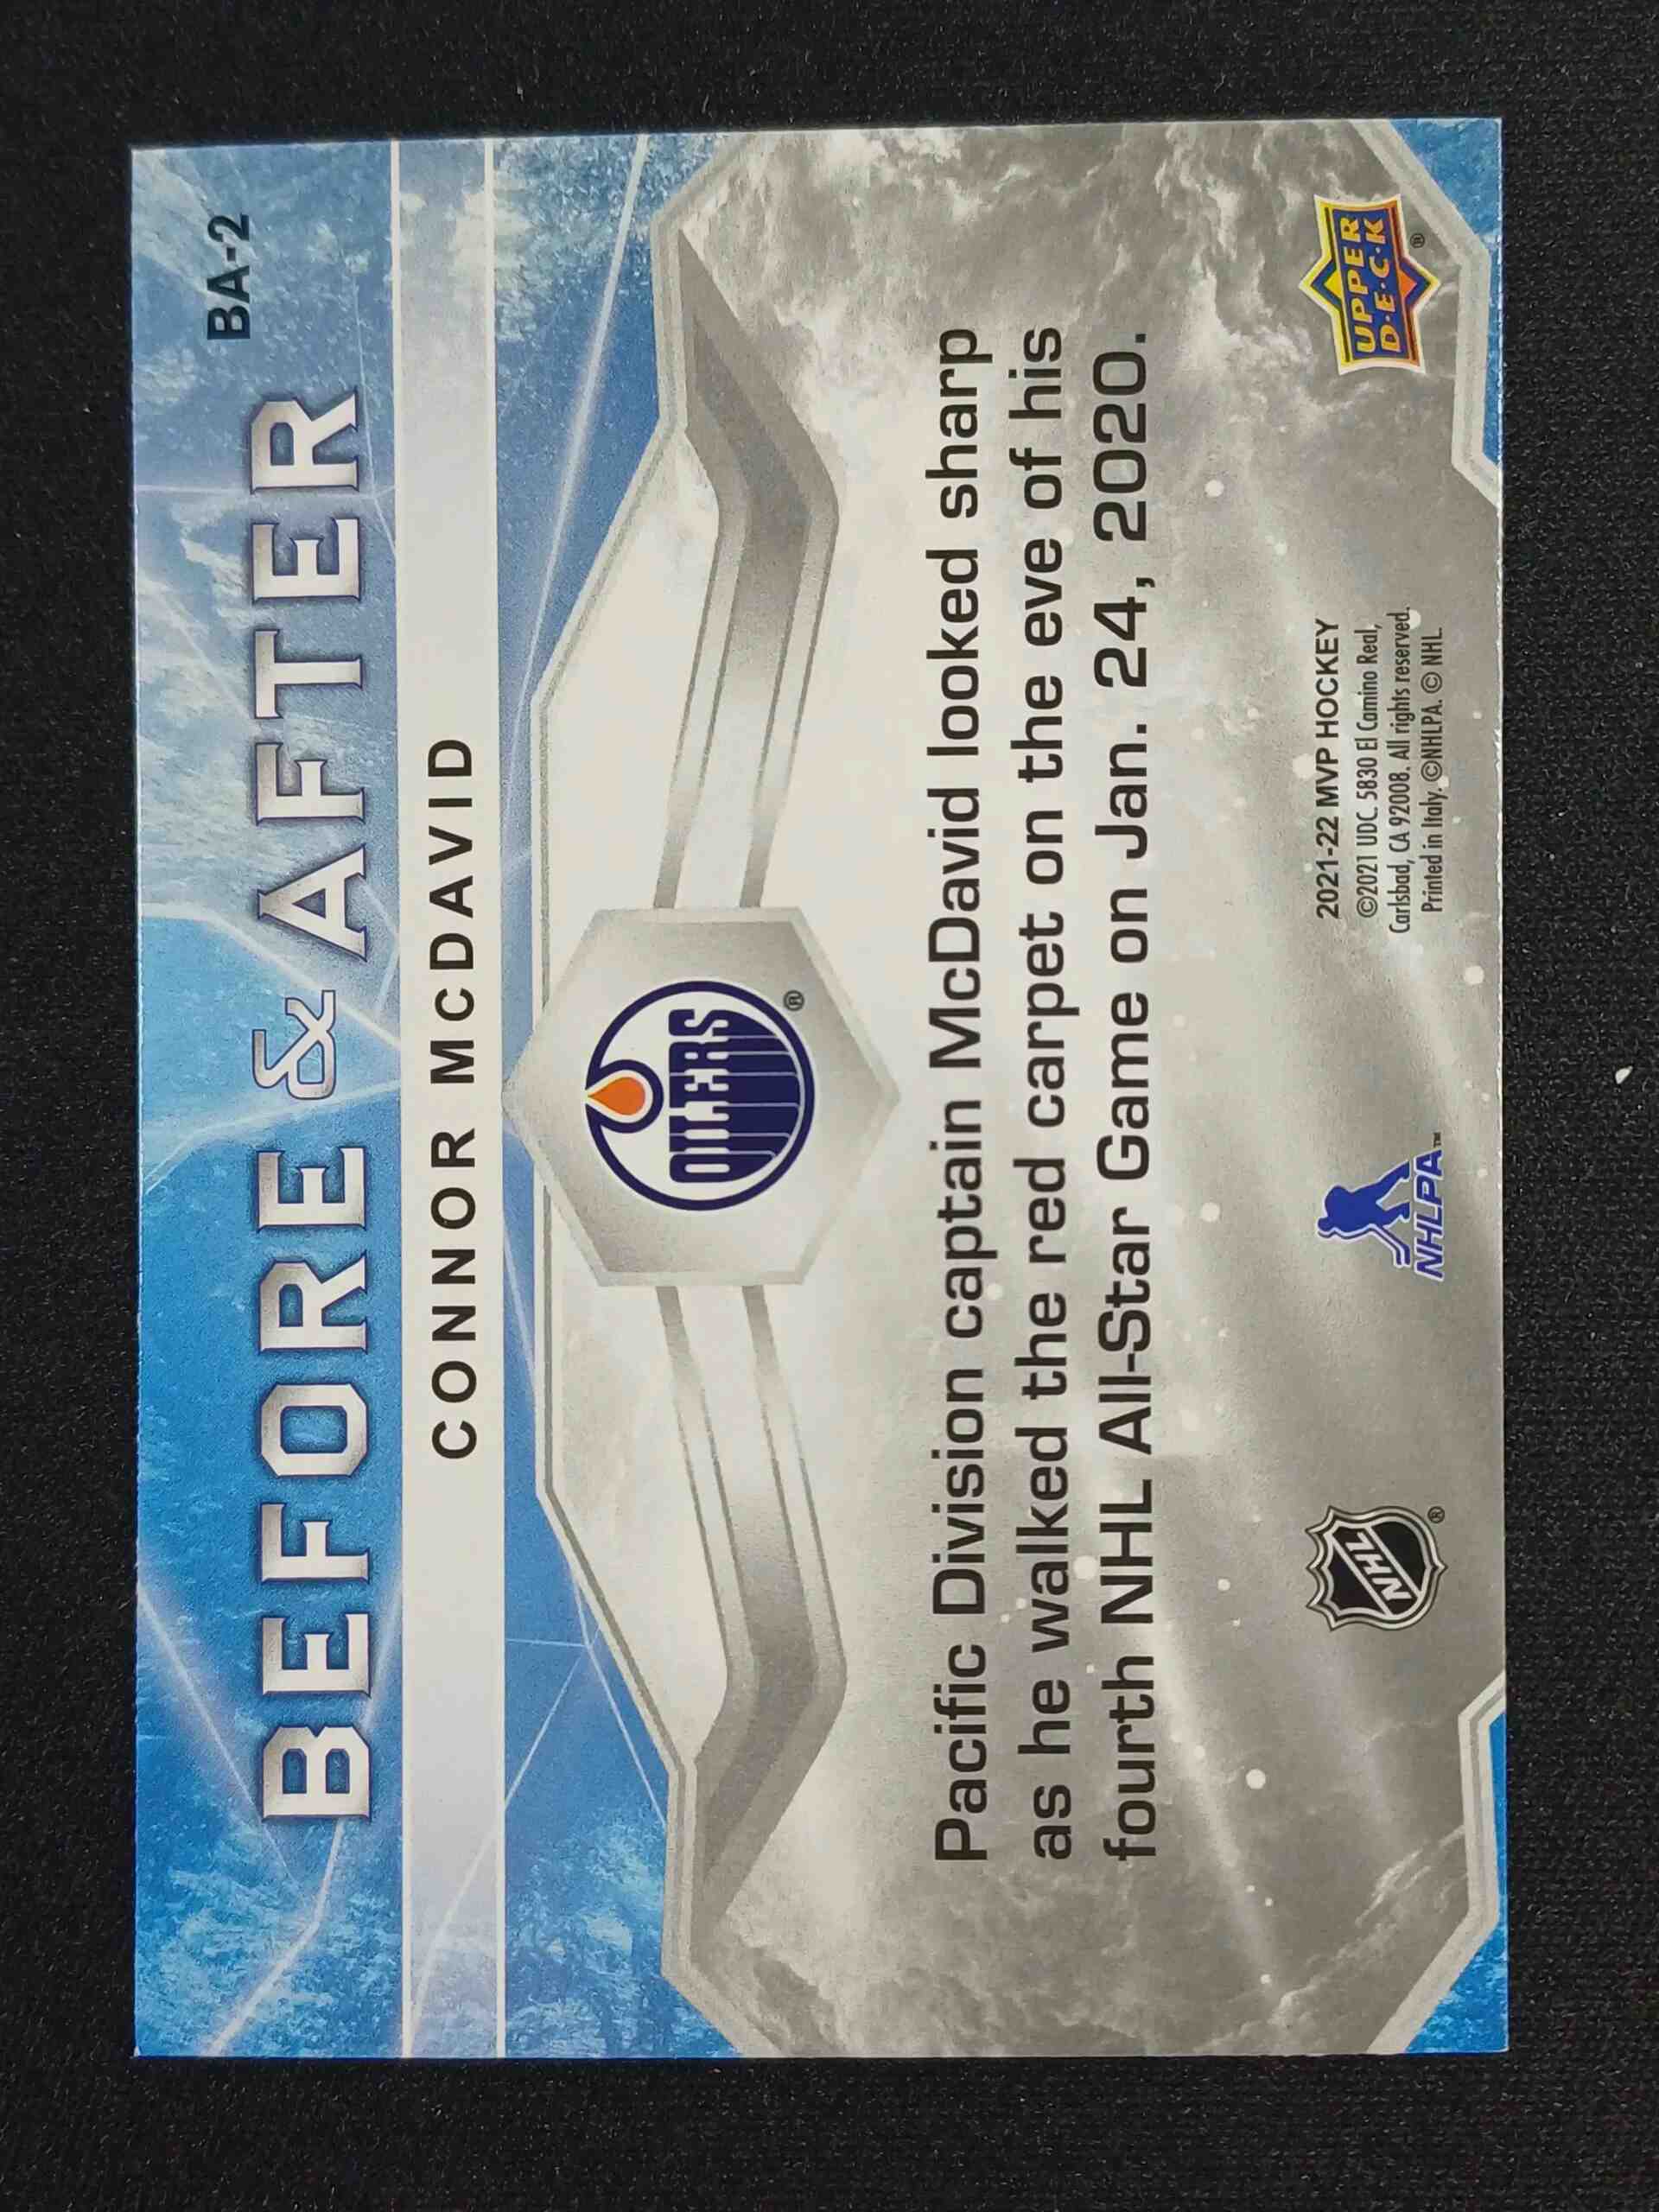 BA-2
BEFORE & AFTER
CONNOR MCDAVID
OILERS ®
Pacific Division captain McDavid looked sharp
as he walked the red carpet on the eve of his
fourth NHL All-Star Game on Jan. 24, 2020.
NHL ®
NHLPA™
2021-22 MVP HOCKEY
©2021 UDC. 5830 El Camino Real,
Carlsbad, CA 92008. All rights reserved.
Printed in Italy. ©NHLPA. © NHL.
UPPER
D·E·C·K ®